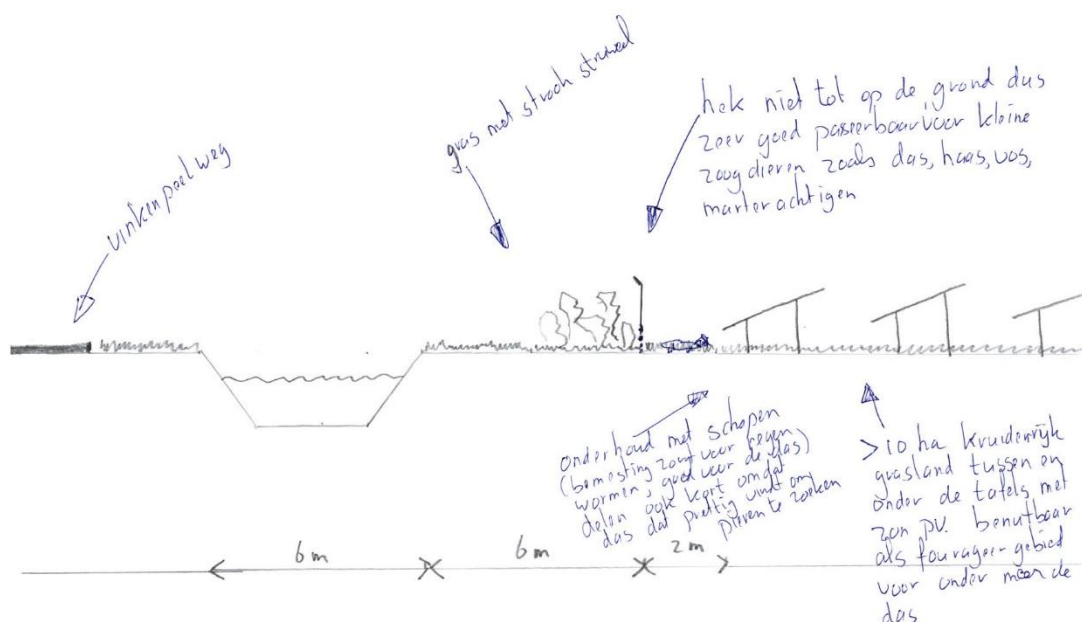 vinkenpeelweg
gras met strook struweel
hek niet tot op de grond dus
zeer goed passeerbaar voor kleine
zoogdieren zoals das, haas, vos,
marterachtigen
onderhoud met schapen
(bemesting zorgt voor regen
wormen, goed voor de das)
delen ook kort omdat
das dat prettig vindt om
pieren te zoeken
> 10 ha kruidenrijk
grasland tussen en
onder de tafels met
zon pv. benutbaar
als fourageer gebied
voor onder meer de
das
6 m
6 m
2 m